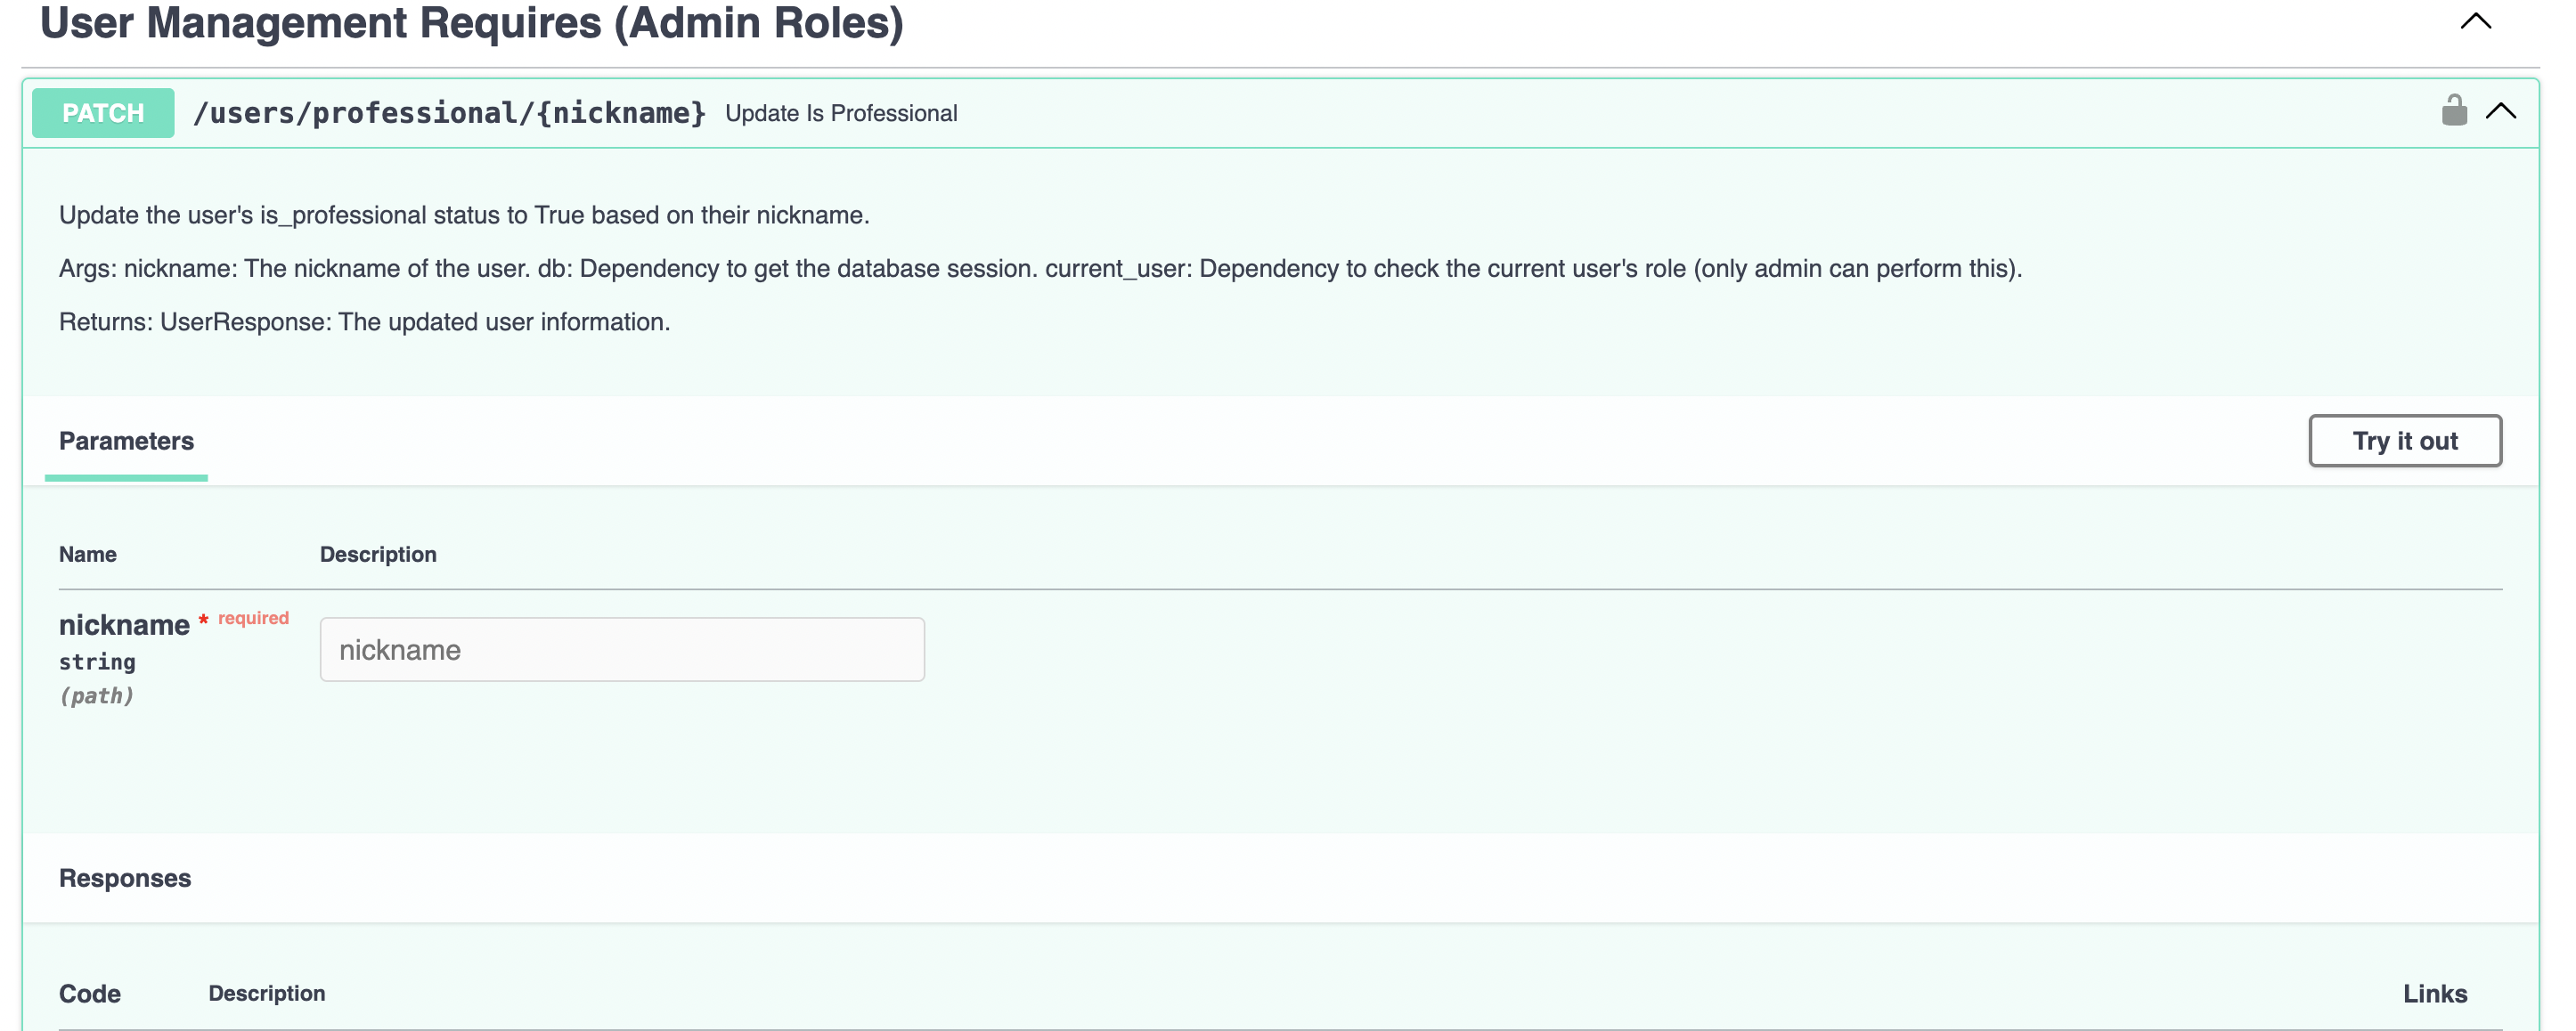 User Management Requires (Admin Roles)
PATCH /users/professional/{nickname} Update Is Professional
Update the user's is_professional status to True based on their nickname.
Args: nickname: The nickname of the user. db: Dependency to get the database session. current_user: Dependency to check the current user's role (only admin can perform this).
Returns: UserResponse: The updated user information.
Parameters
Try it out
Name Description
nickname * required
string
(path)
nickname
Responses
Code Description Links